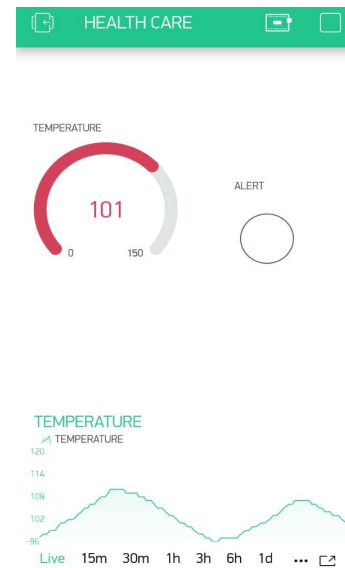 HEALTH CARE
TEMPERATURE
101
0 150
ALERT
TEMPERATURE
TEMPERATURE
120
114
108
102
96
Live 15m 30m 1h 3h 6h 1d ...